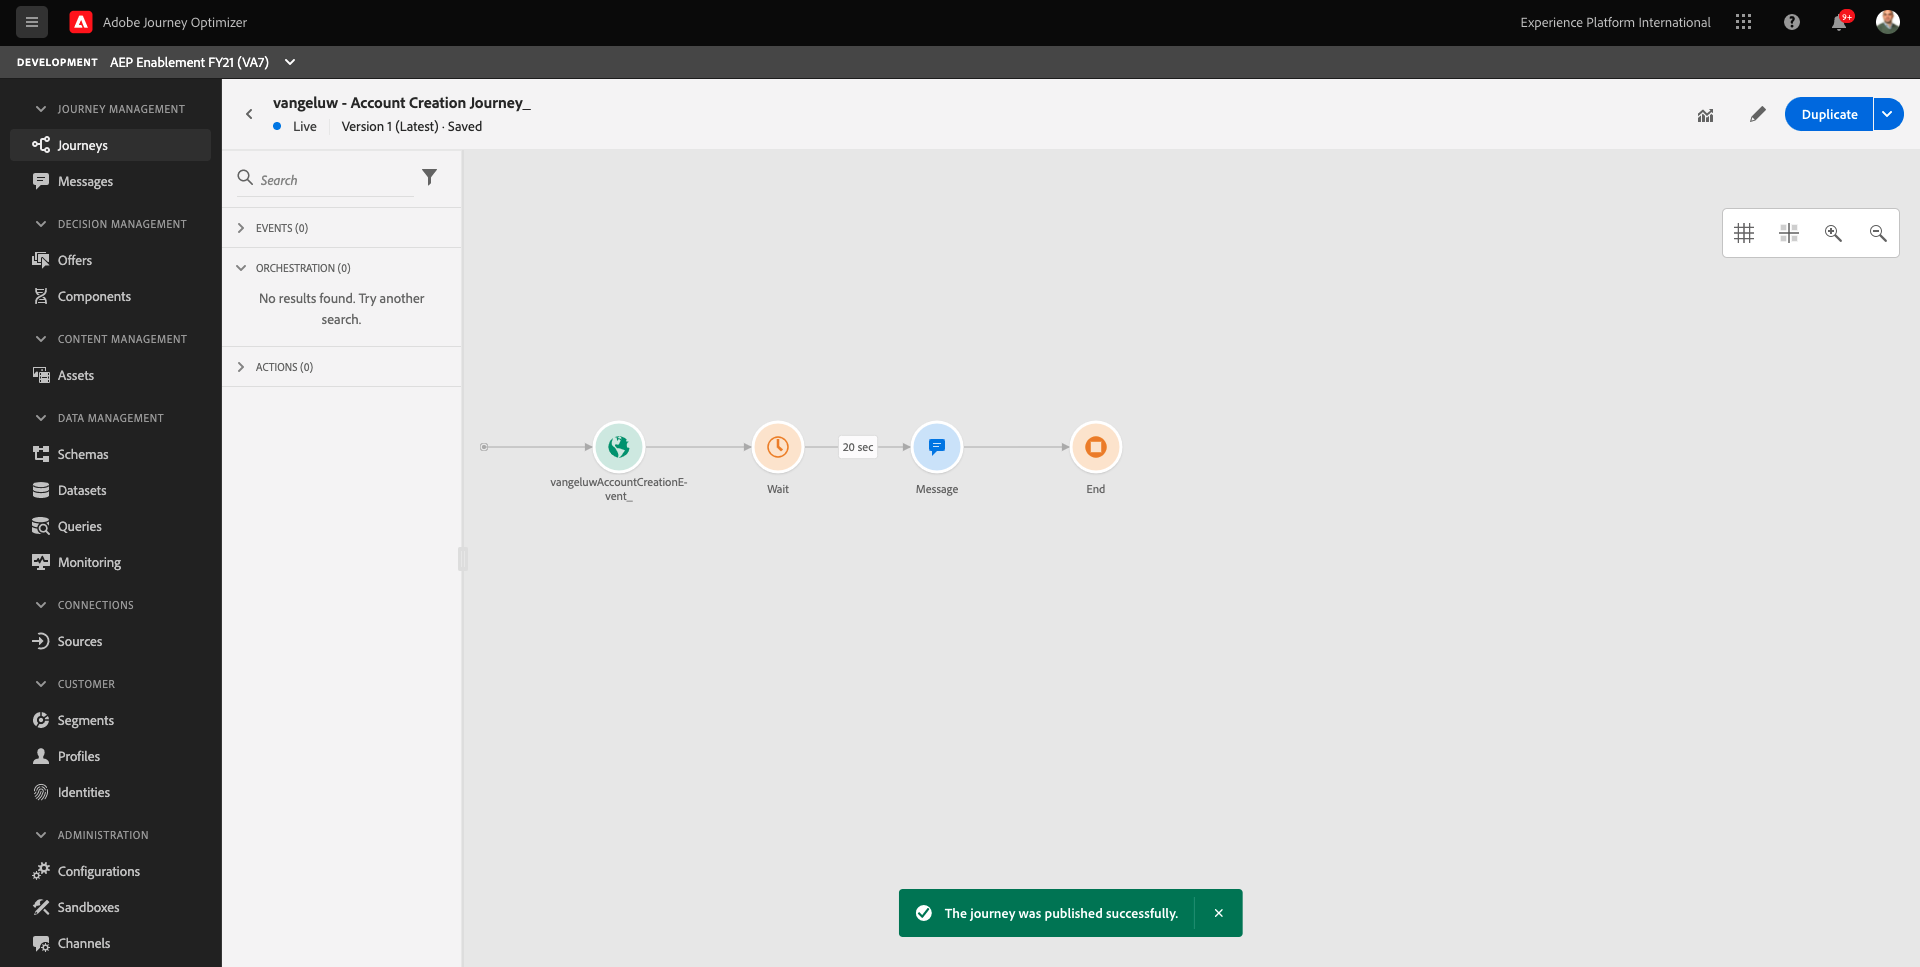 Adobe Journey Optimizer
Experience Platform International
9+
DEVELOPMENT AEP Enablement FY21 (VA7)
JOURNEY MANAGEMENT
Journeys
Messages
DECISION MANAGEMENT
Offers
Components
CONTENT MANAGEMENT
Assets
DATA MANAGEMENT
Schemas
Datasets
Queries
Monitoring
CONNECTIONS
Sources
CUSTOMER
Segments
Profiles
Identities
ADMINISTRATION
Configurations
Sandboxes
Channels
vangeluw - Account Creation Journey_
Live Version 1 (Latest) · Saved
Duplicate
Search
EVENTS (0)
ORCHESTRATION (0)
No results found. Try another
search.
ACTIONS (0)
vangeluwAccountCreationE-
vent_
Wait
20 sec
Message
End
The journey was published successfully.